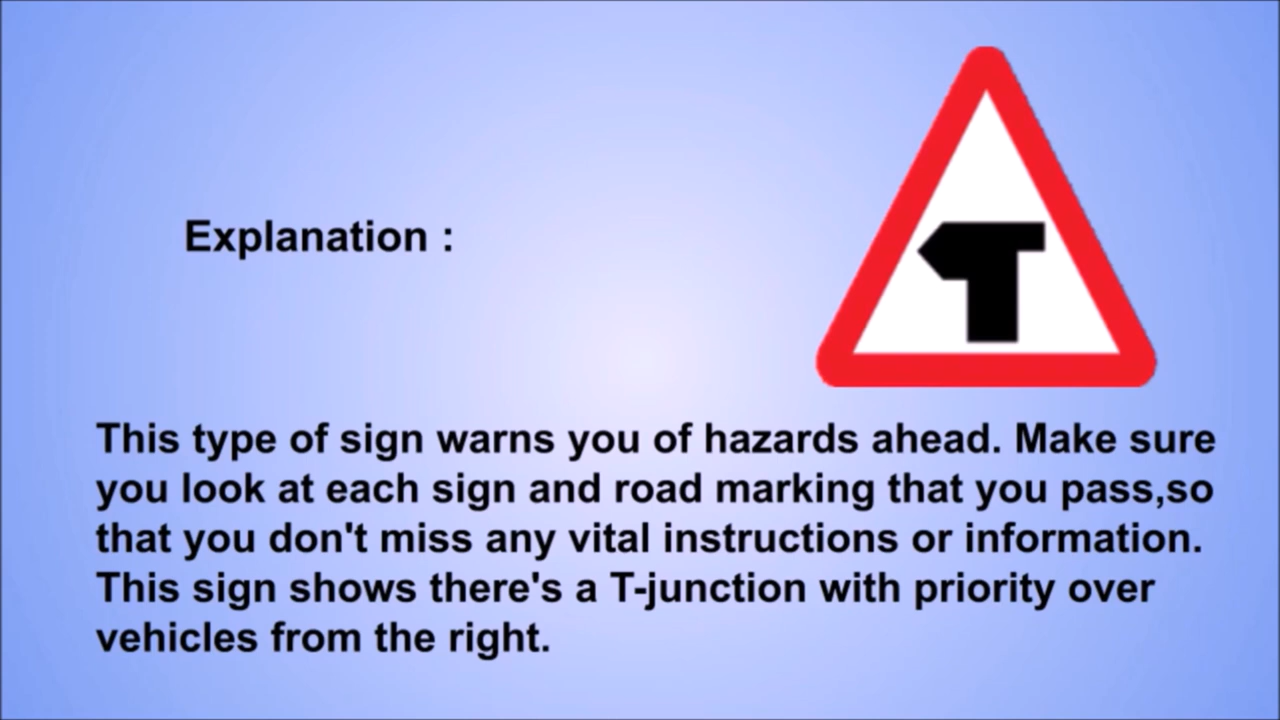 Explanation :
This type of sign warns you of hazards ahead. Make sure
you look at each sign and road marking that you pass,so
that you don't miss any vital instructions or information.
This sign shows there's a T-junction with priority over
vehicles from the right.